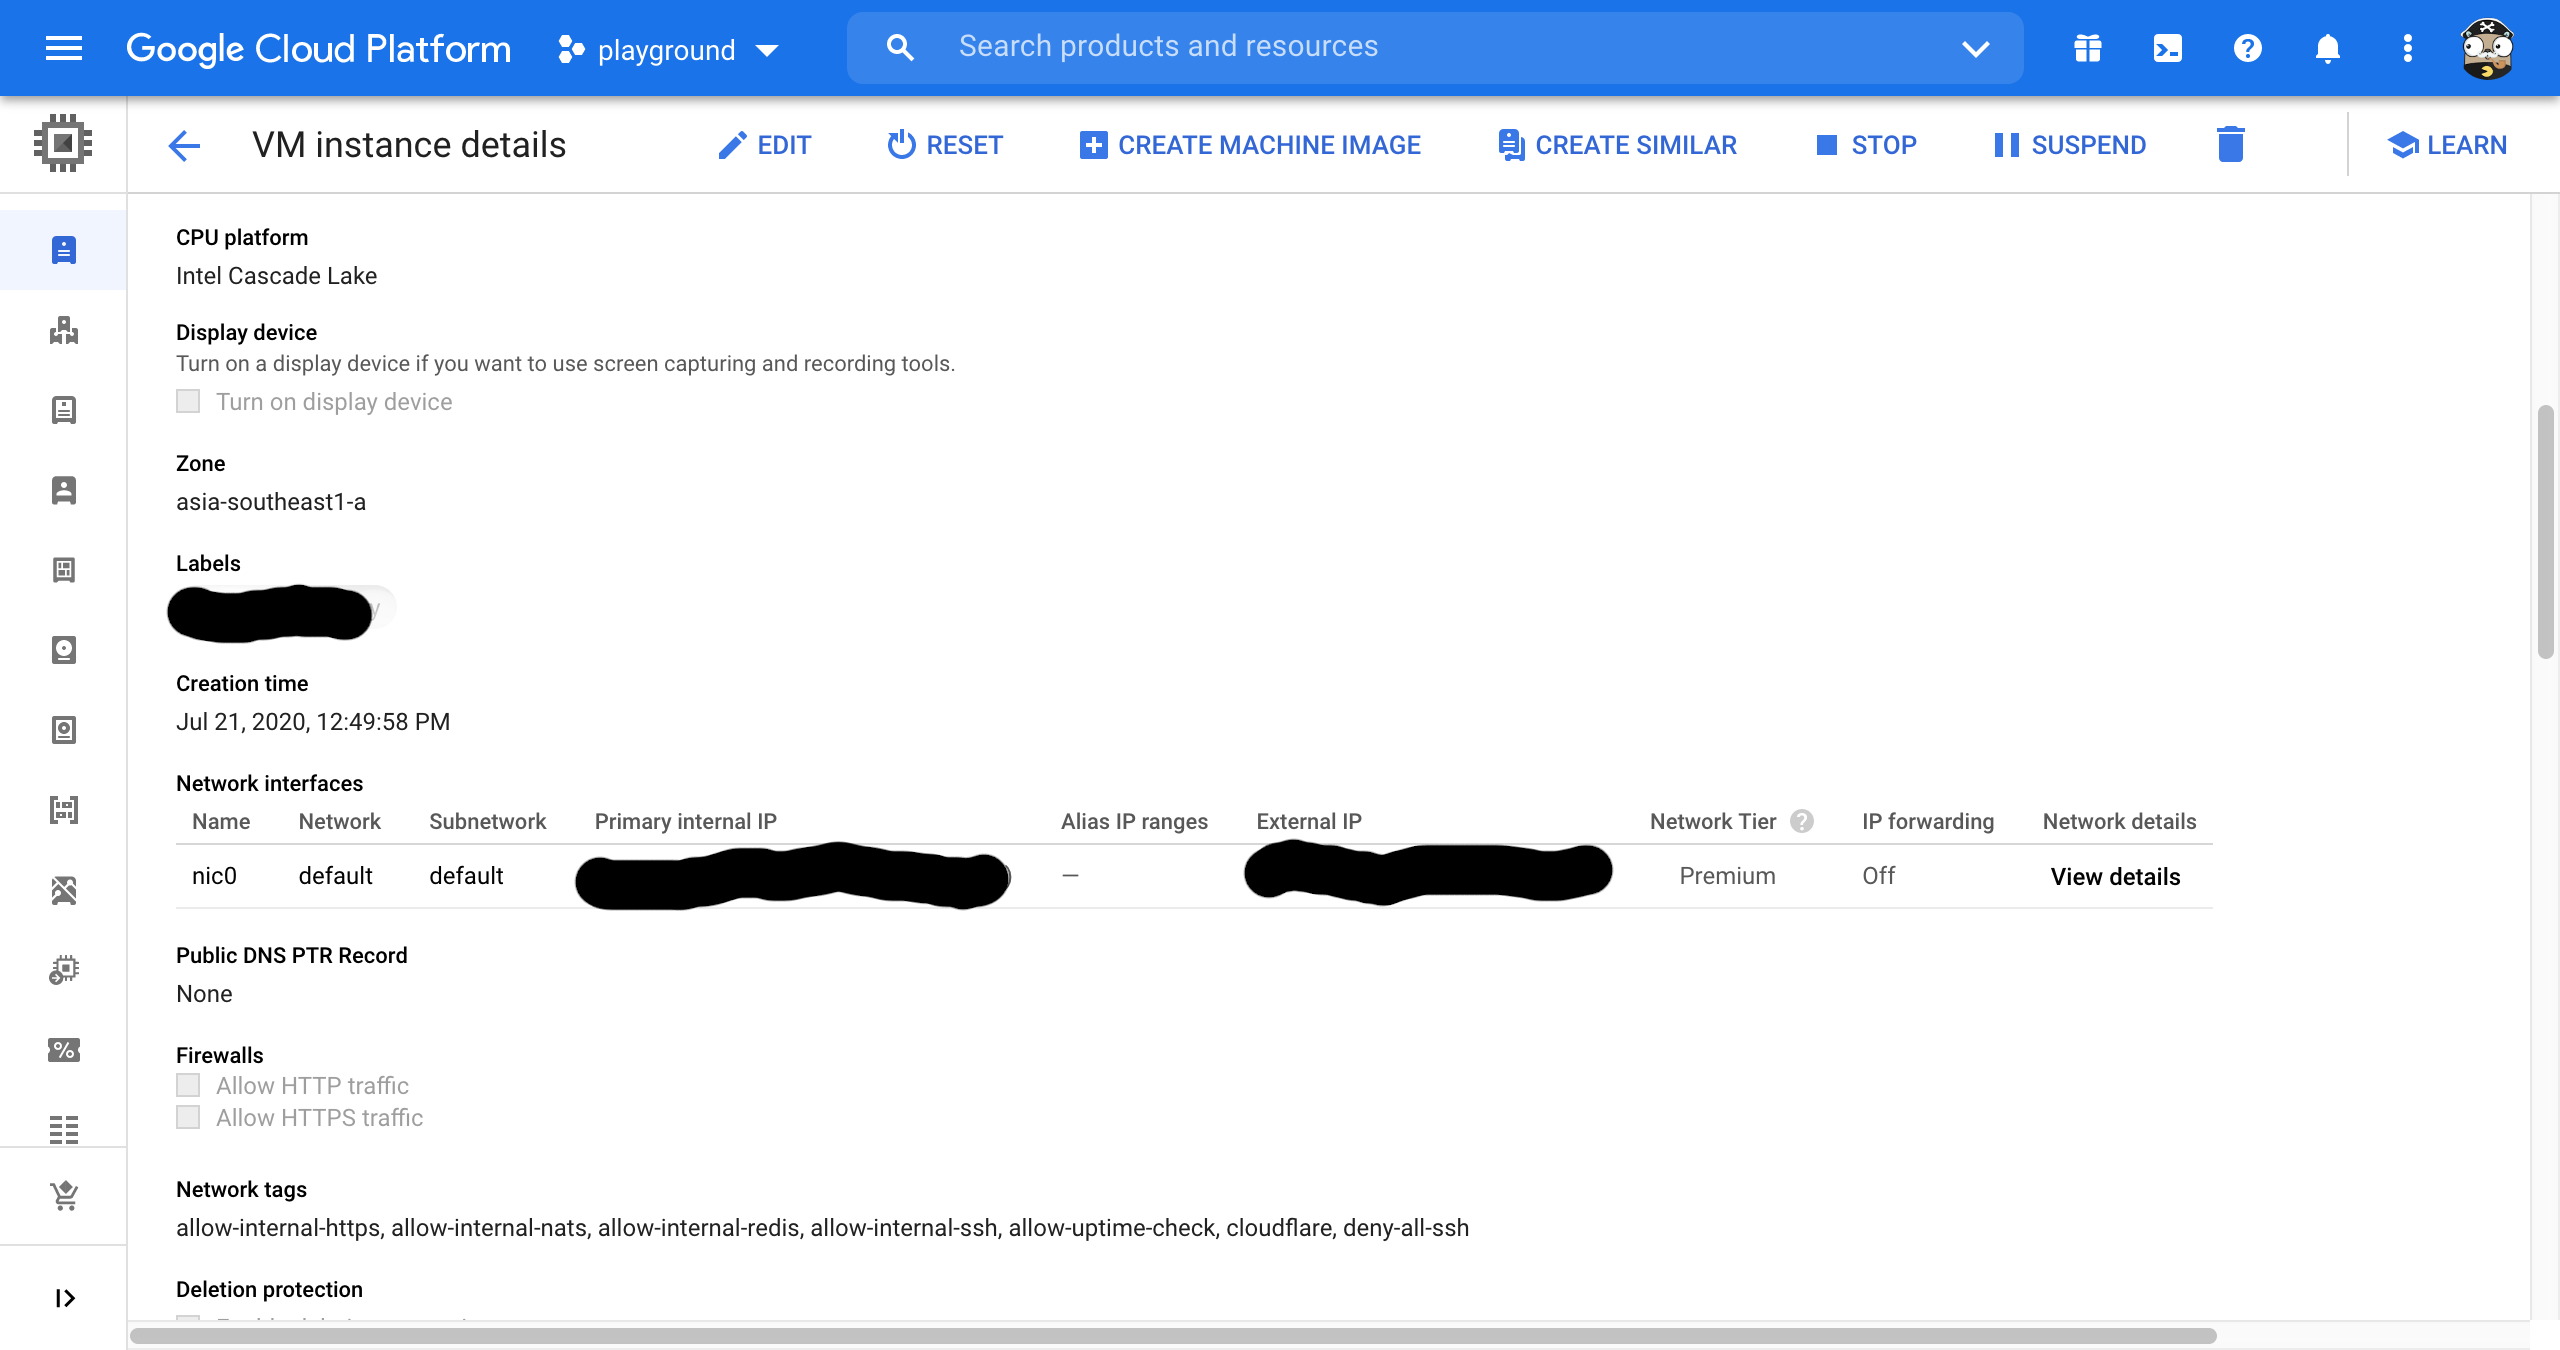 Google Cloud Platform playground Search products and resources
VM instance details EDIT RESET CREATE MACHINE IMAGE CREATE SIMILAR STOP SUSPEND LEARN
CPU platform
Intel Cascade Lake
Display device
Turn on a display device if you want to use screen capturing and recording tools.
Turn on display device
Zone
asia-southeast1-a
Labels
Creation time
Jul 21, 2020, 12:49:58 PM
Network interfaces
Name Network Subnetwork Primary internal IP Alias IP ranges External IP Network Tier IP forwarding Network details
nic0 default default — Premium Off View details
Public DNS PTR Record
None
Firewalls
Allow HTTP traffic
Allow HTTPS traffic
Network tags
allow-internal-https, allow-internal-nats, allow-internal-redis, allow-internal-ssh, allow-uptime-check, cloudflare, deny-all-ssh
Deletion protection